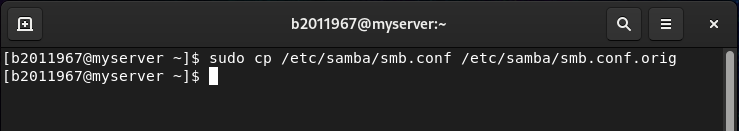 b2011967@myserver:~
[b2011967@myserver ~]$ sudo cp /etc/samba/smb.conf /etc/samba/smb.conf.orig
[b2011967@myserver ~]$